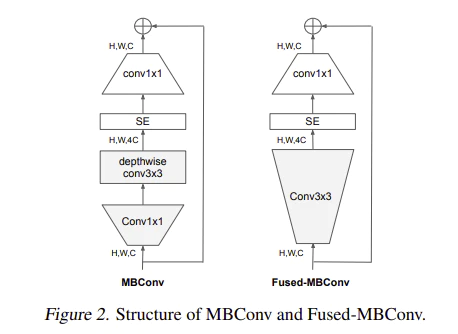 H,W,C
conv1x1
SE
H,W,4C
depthwise
conv3x3
Conv1x1
H,W,C
MBConv
H,W,C
conv1x1
SE
H,W,4C
Conv3x3
H,W,C
Fused-MBConv
Figure 2. Structure of MBConv and Fused-MBConv.